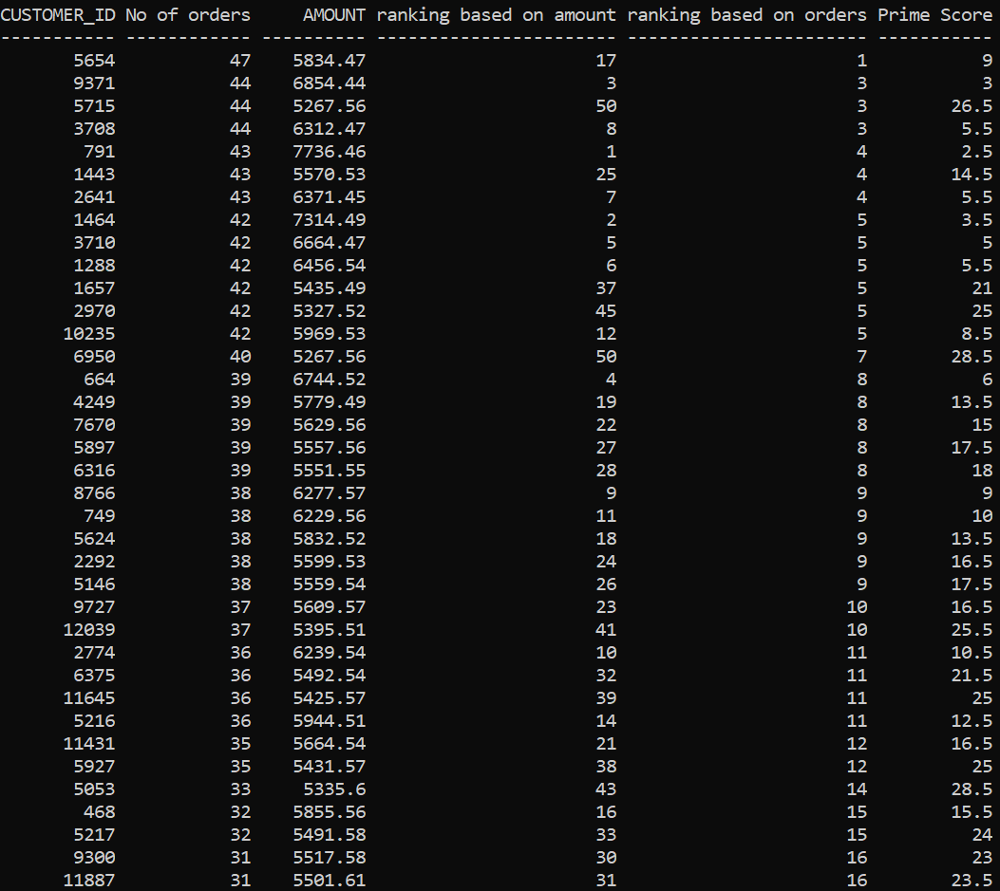 CUSTOMER_ID No of orders     AMOUNT ranking based on amount ranking based on orders Prime Score
----------- ------------ ---------- ----------------------- ----------------------- -----------
       5654           47    5834.47                      17                       1           9
       9371           44    6854.44                       3                       3           3
       5715           44    5267.56                      50                       3        26.5
       3708           44    6312.47                       8                       3         5.5
        791           43    7736.46                       1                       4         2.5
       1443           43    5570.53                      25                       4        14.5
       2641           43    6371.45                       7                       4         5.5
       1464           42    7314.49                       2                       5         3.5
       3710           42    6664.47                       5                       5           5
       1288           42    6456.54                       6                       5         5.5
       1657           42    5435.49                      37                       5          21
       2970           42    5327.52                      45                       5          25
      10235           42    5969.53                      12                       5         8.5
       6950           40    5267.56                      50                       7        28.5
        664           39    6744.52                       4                       8           6
       4249           39    5779.49                      19                       8        13.5
       7670           39    5629.56                      22                       8          15
       5897           39    5557.56                      27                       8        17.5
       6316           39    5551.55                      28                       8          18
       8766           38    6277.57                       9                       9           9
        749           38    6229.56                      11                       9          10
       5624           38    5832.52                      18                       9        13.5
       2292           38    5599.53                      24                       9        16.5
       5146           38    5559.54                      26                       9        17.5
       9727           37    5609.57                      23                      10        16.5
      12039           37    5395.51                      41                      10        25.5
       2774           36    6239.54                      10                      11        10.5
       6375           36    5492.54                      32                      11        21.5
      11645           36    5425.57                      39                      11          25
       5216           36    5944.51                      14                      11        12.5
      11431           35    5664.54                      21                      12        16.5
       5927           35    5431.57                      38                      12          25
       5053           33     5335.6                      43                      14        28.5
        468           32    5855.56                      16                      15        15.5
       5217           32    5491.58                      33                      15          24
       9300           31    5517.58                      30                      16          23
      11887           31    5501.61                      31                      16        23.5